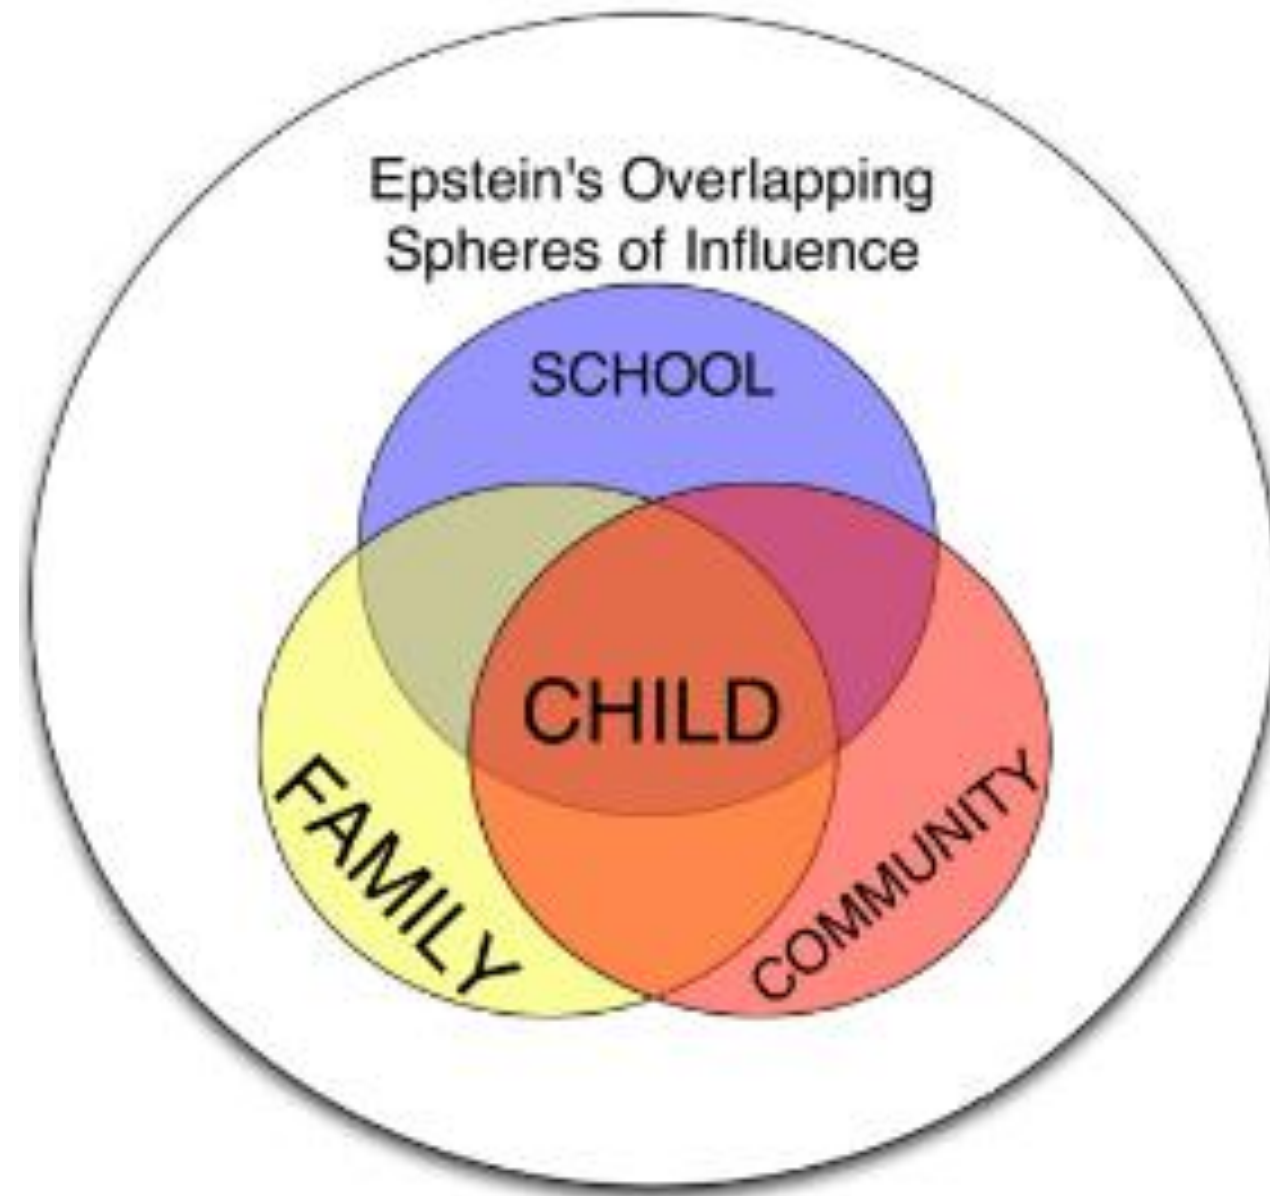 Epstein's Overlapping
Spheres of Influence
SCHOOL
CHILD
FAMILY
COMMUNITY